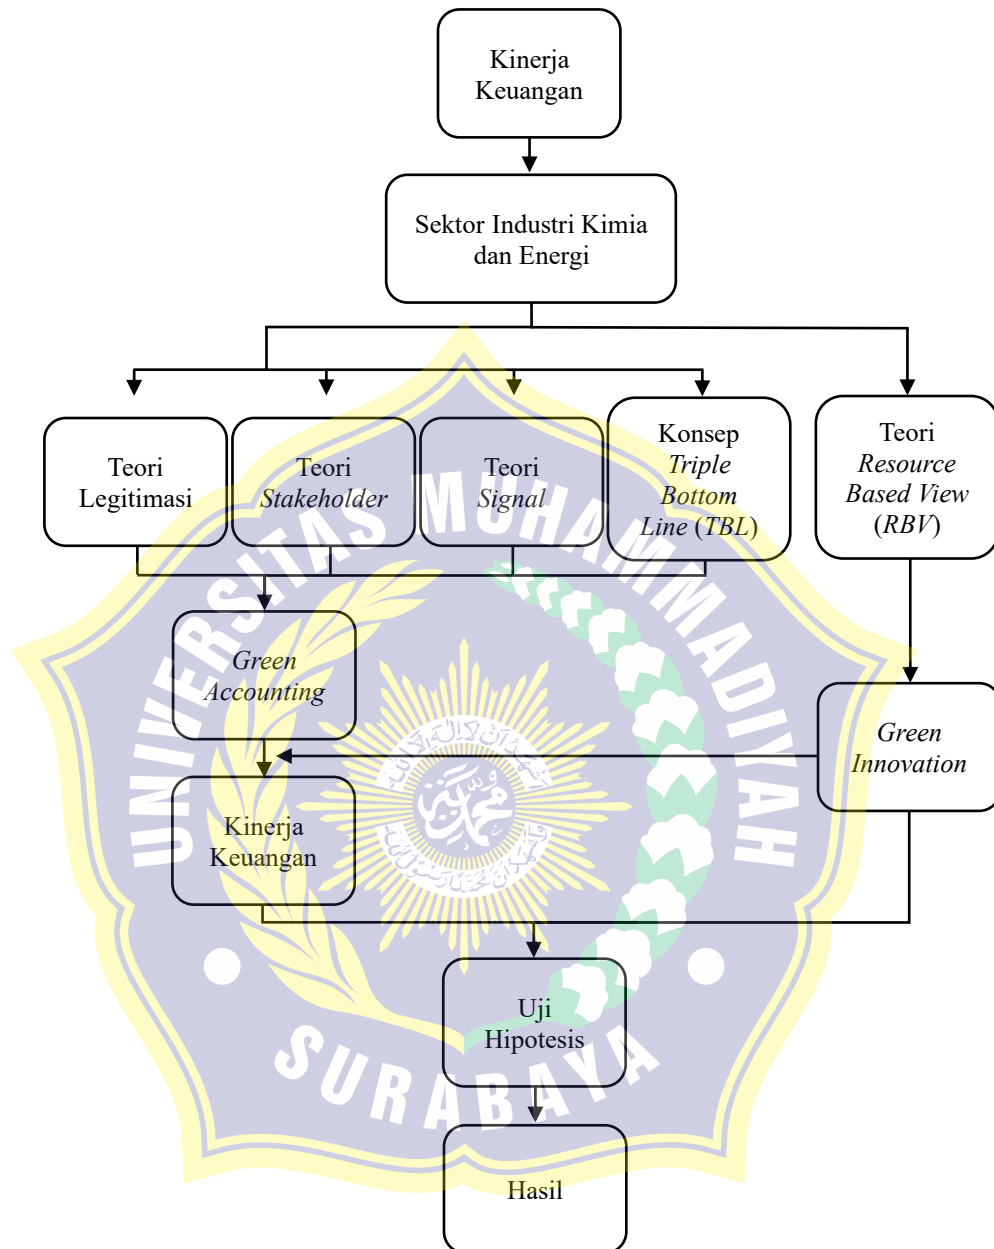 Kinerja
Keuangan
Sektor Industri Kimia
dan Energi
Teori
Legitimasi
Teori
Stakeholder
Teori
Signal
Konsep
Triple
Bottom
Line (TBL)
Teori
Resource
Based View
(RBV)
Green
Accounting
Green
Innovation
Kinerja
Keuangan
Uji
Hipotesis
Hasil
UNIVERSITAS MUHAMMADIYAH
SURABAYA